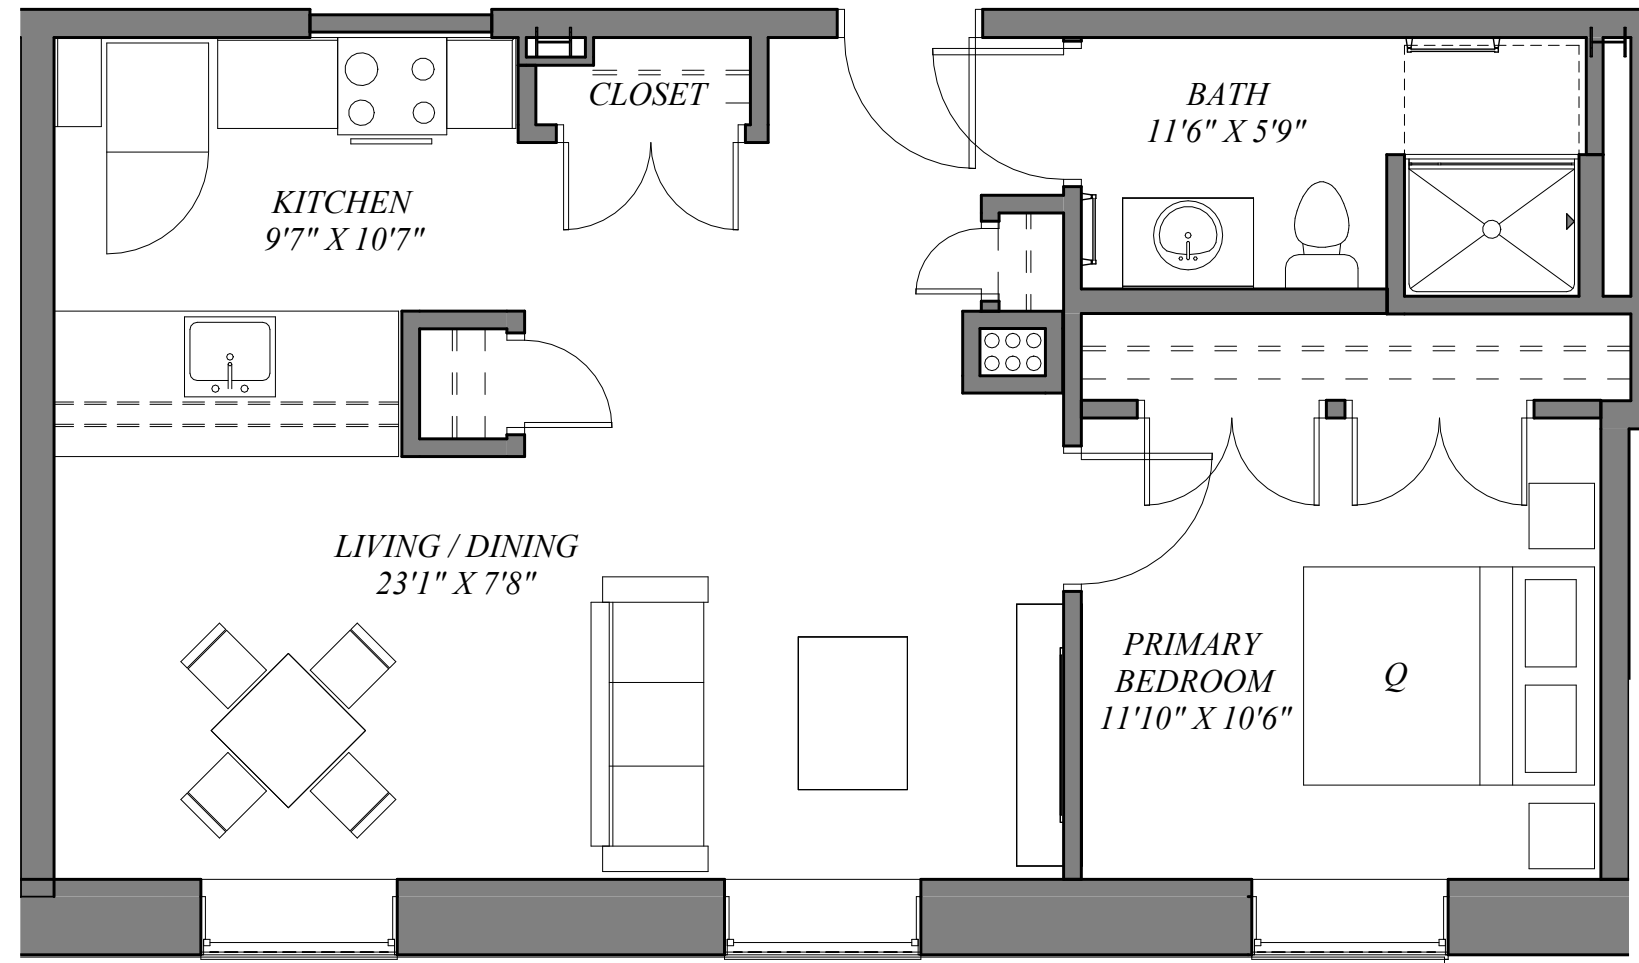 CLOSET
BATH
11'6" X 5'9"
KITCHEN
9'7" X 10'7"
LIVING / DINING
23'1" X 7'8"
PRIMARY
BEDROOM
11'10" X 10'6"
Q